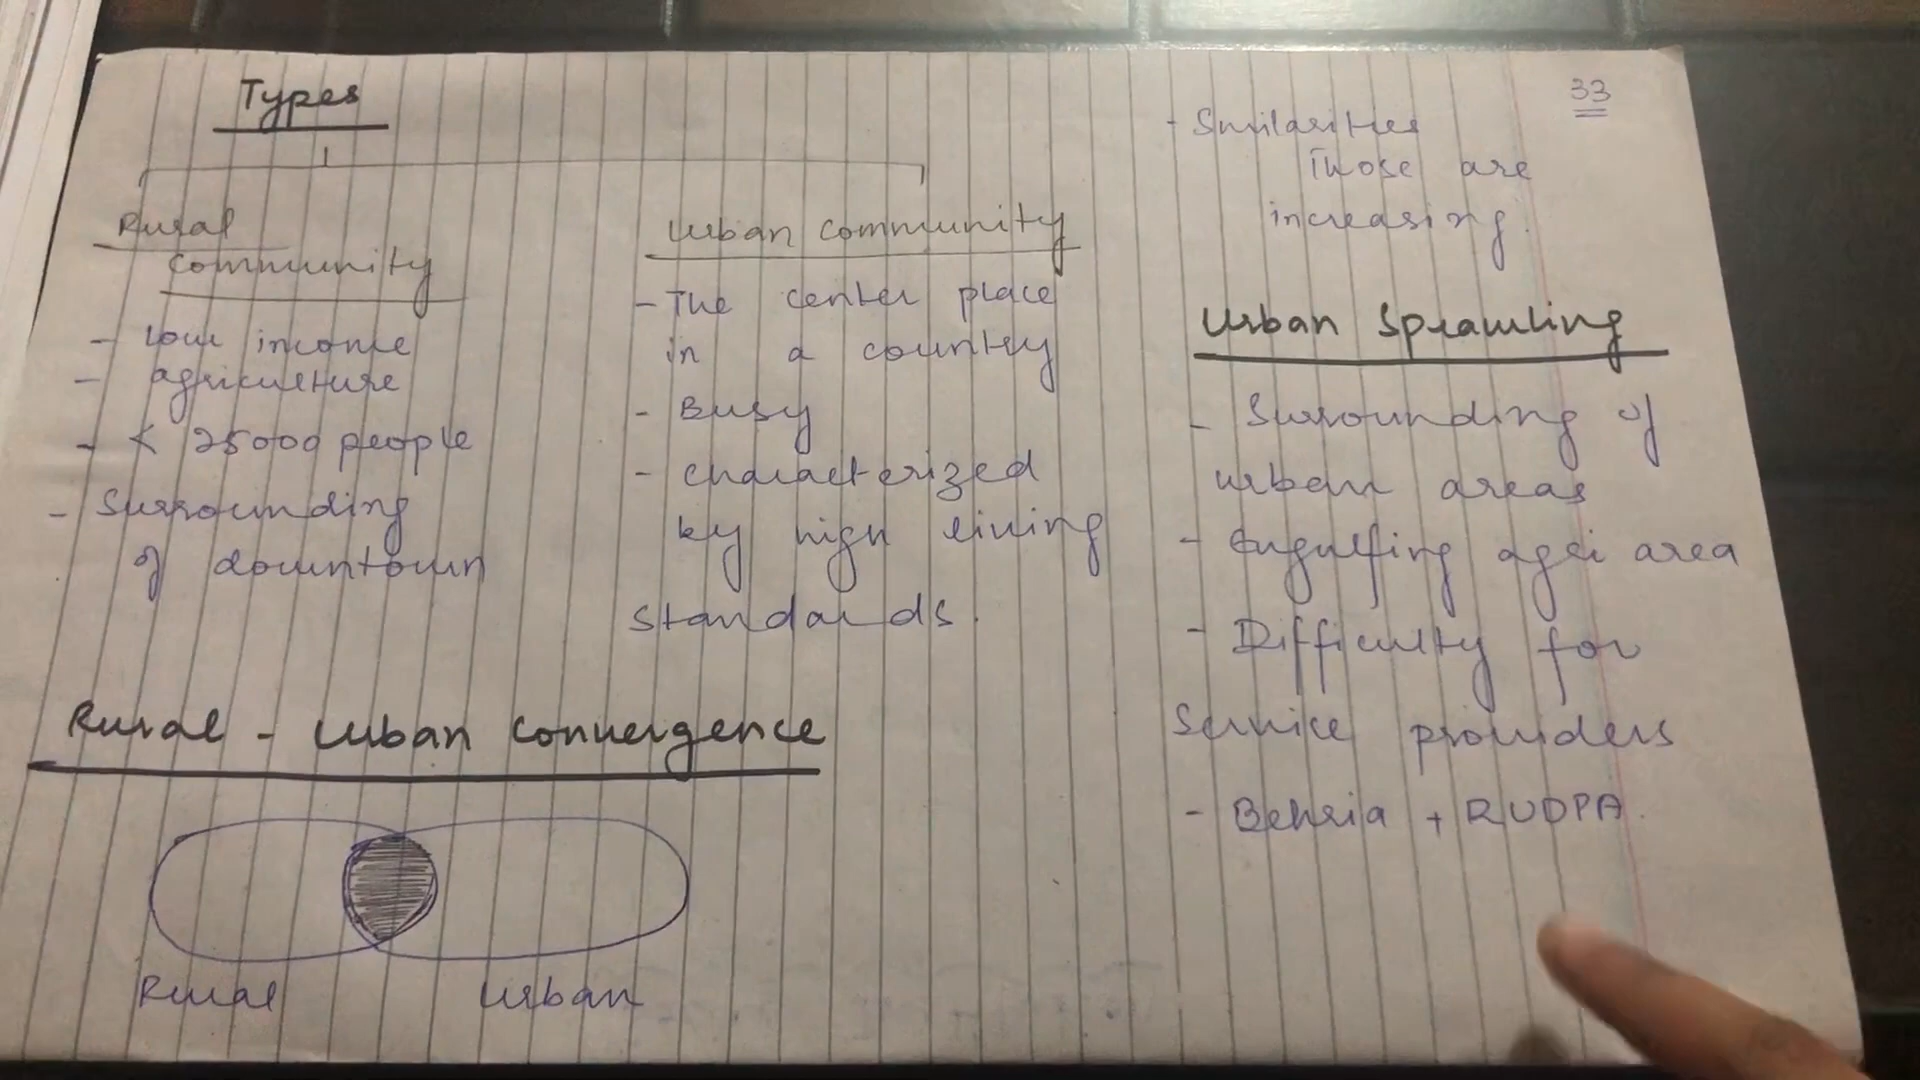 Types
Rural
Community
- low income
- agriculture
- < 25000 people
- Surrounding
of downtown
Urban Community
- The center place
in a country
- Busy
- characterized
by high living
standards.
Rural - Urban Convergence
Rural
Urban
33
- Similarities
Those are
increasing.
Urban Sprawling
- Surrounding of
urban areas
- Engulfing agri area
- Difficulty for
Service providers
- Behria + RUDPA.